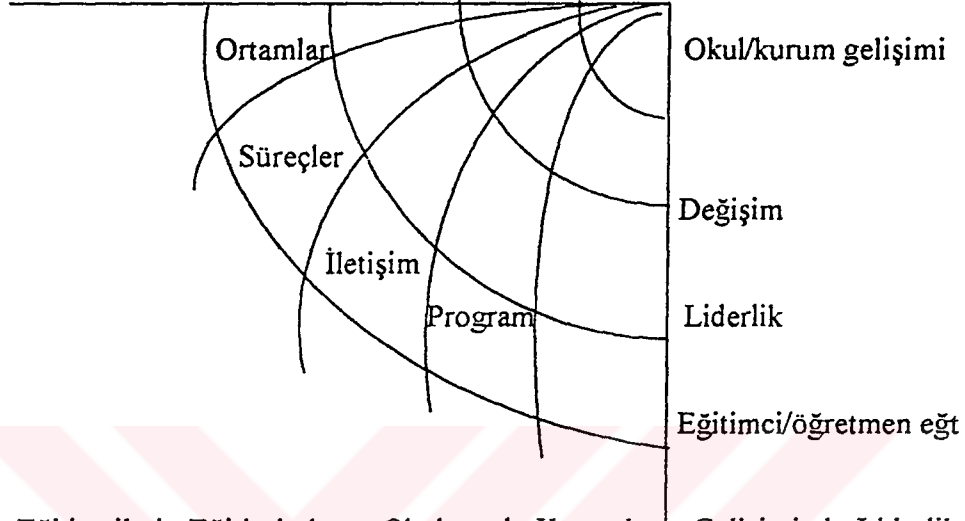 Ortamlar
Okul/kurum gelişimi
Süreçler
Değişim
İletişim
Program
Liderlik
Eğitimci/öğretmen eğt